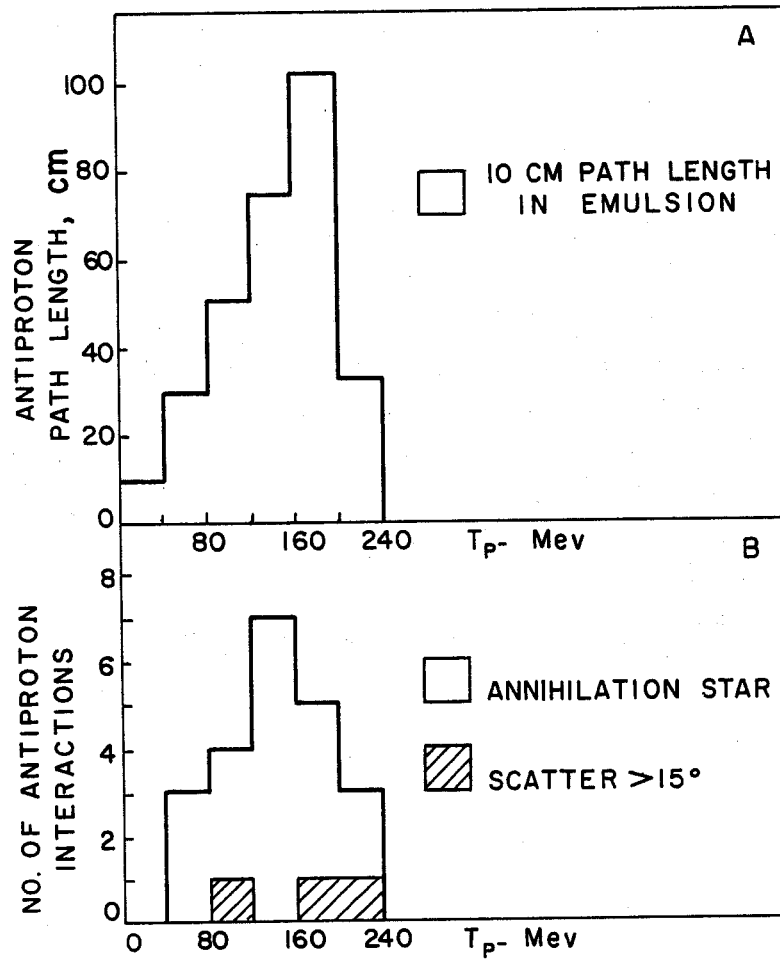 A
100
80
60
40
20
0
ANTIPROTON
PATH LENGTH, cm
10 CM PATH LENGTH
IN EMULSION
80 160 240 Tp- Mev
B
8
6
4
2
0
NO. OF ANTIPROTON
INTERACTIONS
ANNIHILATION STAR
SCATTER >15°
0 80 160 240 Tp- Mev